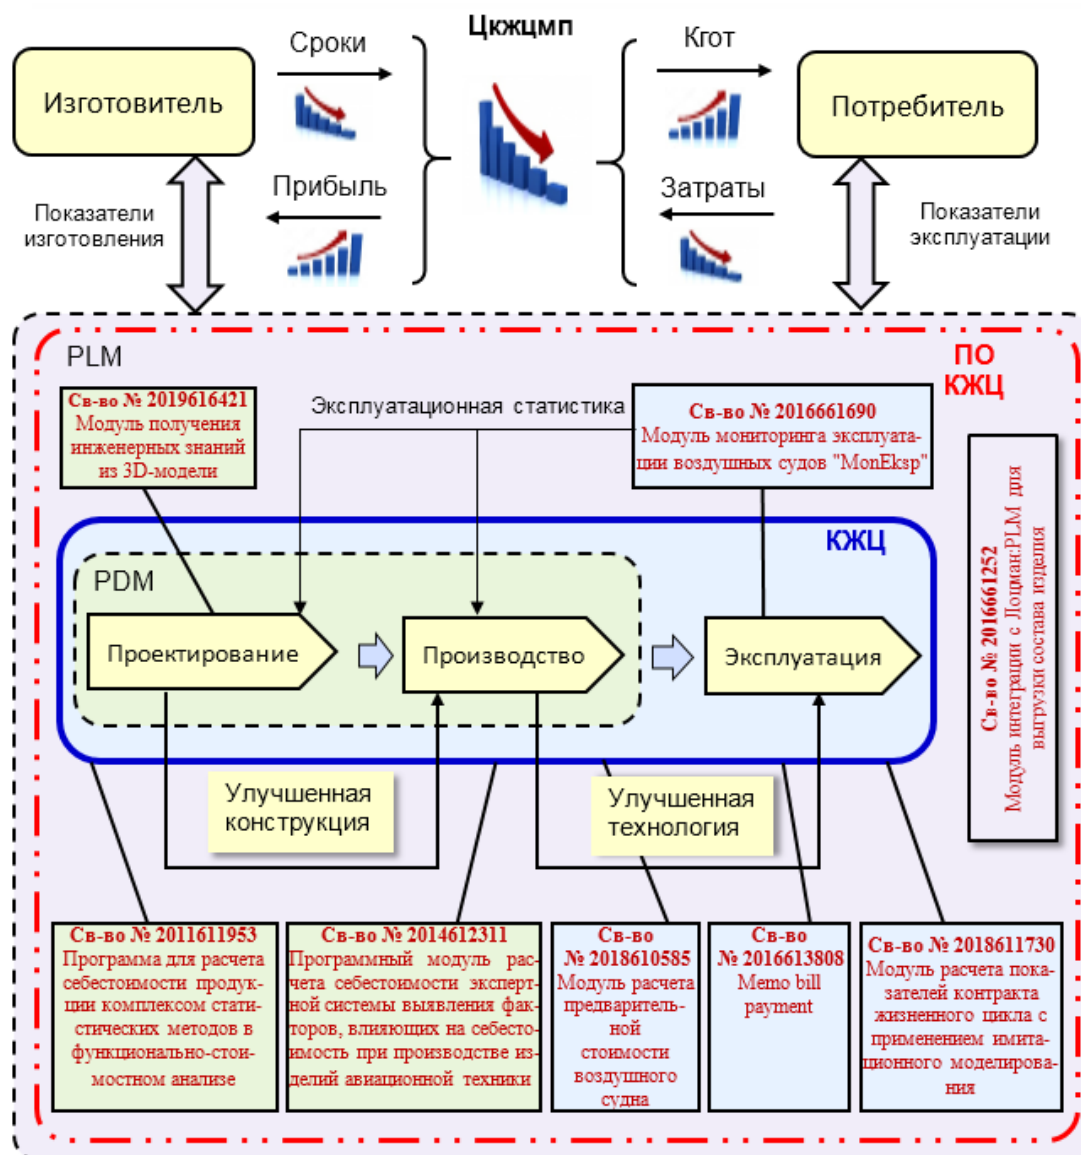 Цкжцмп
Сроки
Кгот
Изготовитель
Потребитель
Прибыль
Затраты
Показатели
изготовления
Показатели
эксплуатации
PLM
ПО
КЖЦ
Св-во № 2019616421
Модуль получения
инженерных знаний
из 3D-модели
Эксплуатационная статистика
Св-во № 2016661690
Модуль мониторинга эксплуата-
ции воздушных судов "MonEksp"
Св-во № 2016661252
Модуль интеграции с Лоцман:PLM для
выгрузки состава изделия
КЖЦ
PDM
Проектирование
Производство
Эксплуатация
Улучшенная
конструкция
Улучшенная
технология
Св-во № 2011611953
Программа для расчета
себестоимости продук-
ции комплексом стати-
стических методов в
функционально-стои-
мостном анализе
Св-во № 2014612311
Программный модуль рас-
чета себестоимости эксперт-
ной системы выявления фак-
торов, влияющих на себесто-
имость при производстве из-
делий авиационной техники
Св-во
№ 2018610585
Модуль расчета
предваритель-
ной
стоимости
воздушного
судна
Св-во
№ 2016613808
Memo bill
payment
Св-во № 2018611730
Модуль расчета пока-
зателей контракта
жизненного цикла с
применением имита-
ционного моделирова-
ния